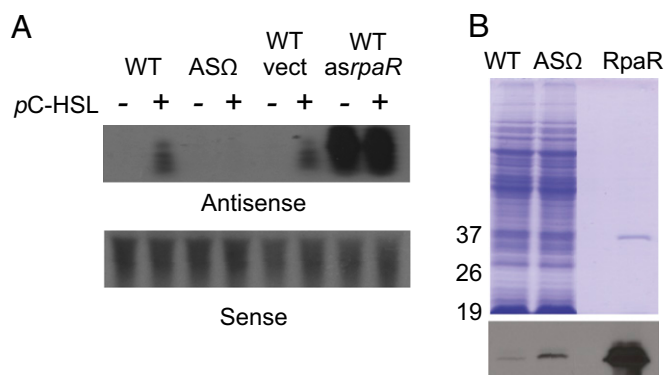 A
WT ASΩ WT vect WT asrpaR
pC-HSL - + - + - + - +
Antisense
Sense
B
WT ASΩ RpaR
37
26
19